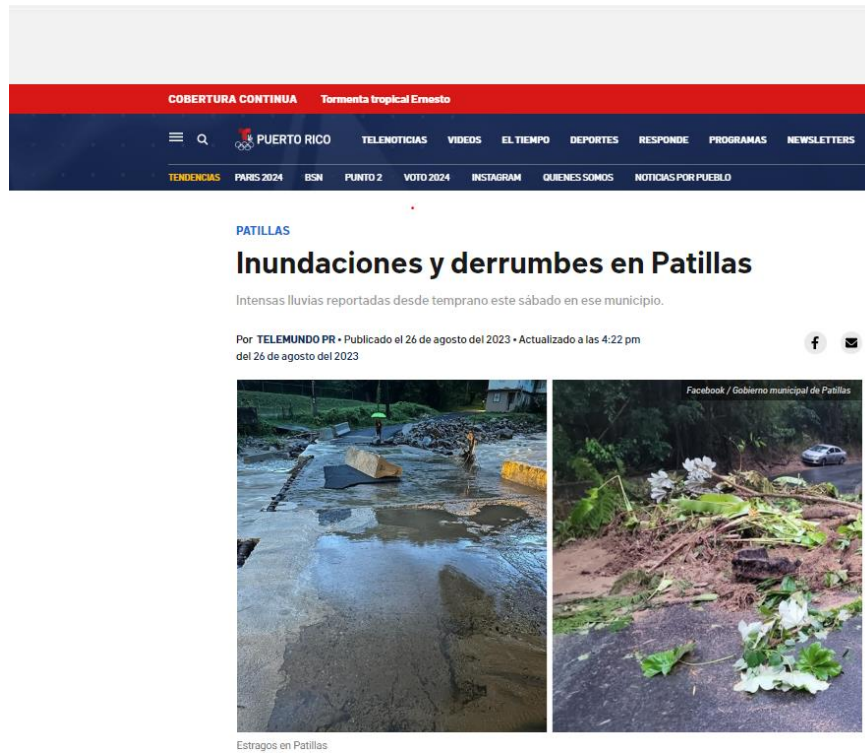 COBERTURA CONTINUA Tormenta tropical Ernesto
PUERTO RICO TELENOTICIAS VIDEOS EL TIEMPO DEPORTES RESPONDE PROGRAMAS NEWSLETTERS
TENDENCIAS PARIS 2024 BSN PUNTO 2 VOTO 2024 INSTAGRAM QUIENES SOMOS NOTICIAS POR PUEBLO
PATILLAS
Inundaciones y derrumbes en Patillas
Intensas lluvias reportadas desde temprano este sábado en ese municipio.
Por TELEMUNDO PR • Publicado el 26 de agosto del 2023 • Actualizado a las 4:22 pm
del 26 de agosto del 2023
Facebook / Gobierno municipal de Patillas
Estragos en Patillas